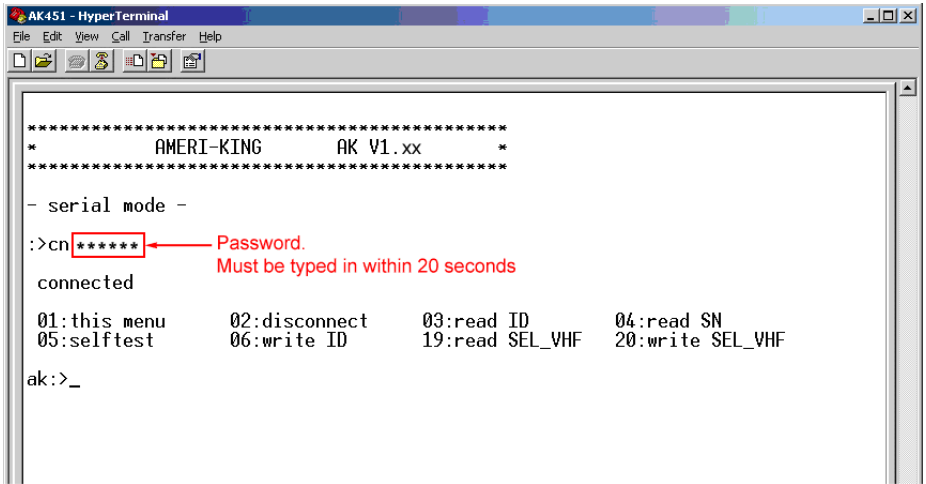 AK451 - HyperTerminal
File Edit View Call Transfer Help
*********************************************
* AMERI-KING AK V1.xx *
*********************************************
- serial mode -
:>cn ****** Password.
Must be typed in within 20 seconds
connected
01:this menu 02:disconnect 03:read ID 04:read SN
05:selftest 06:write ID 19:read SEL_VHF 20:write SEL_VHF
ak:>_